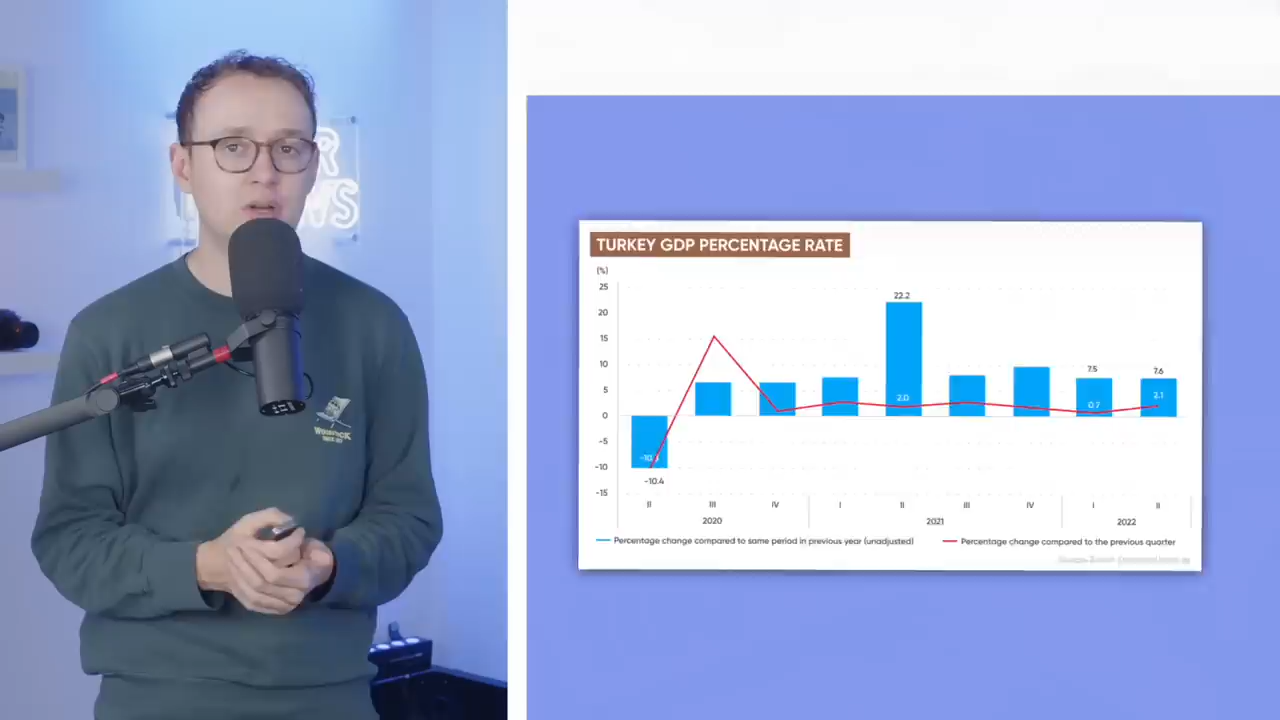 R
WS
WOODSTOCK
TURKEY GDP PERCENTAGE RATE
(%)
25
20
15
10
5
0
-5
-10
-15
22.2
7.5
7.6
2.0
0.7
2.1
-10.4
II
III
IV
I
II
III
IV
I
II
2020
2021
2022
Percentage change compared to same period in previous year (unadjusted)
Percentage change compared to the previous quarter